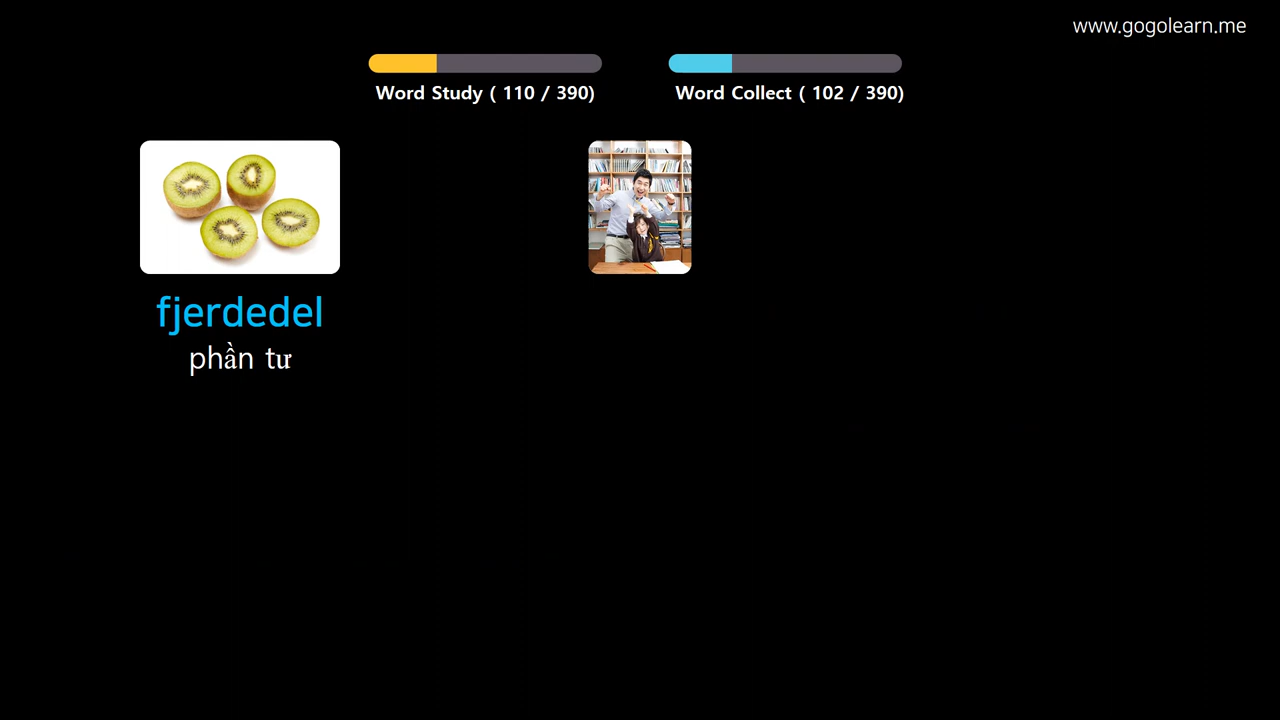 www.gogolearn.me
Word Study ( 110 / 390)
Word Collect ( 102 / 390)
fjerdedel
phần tư